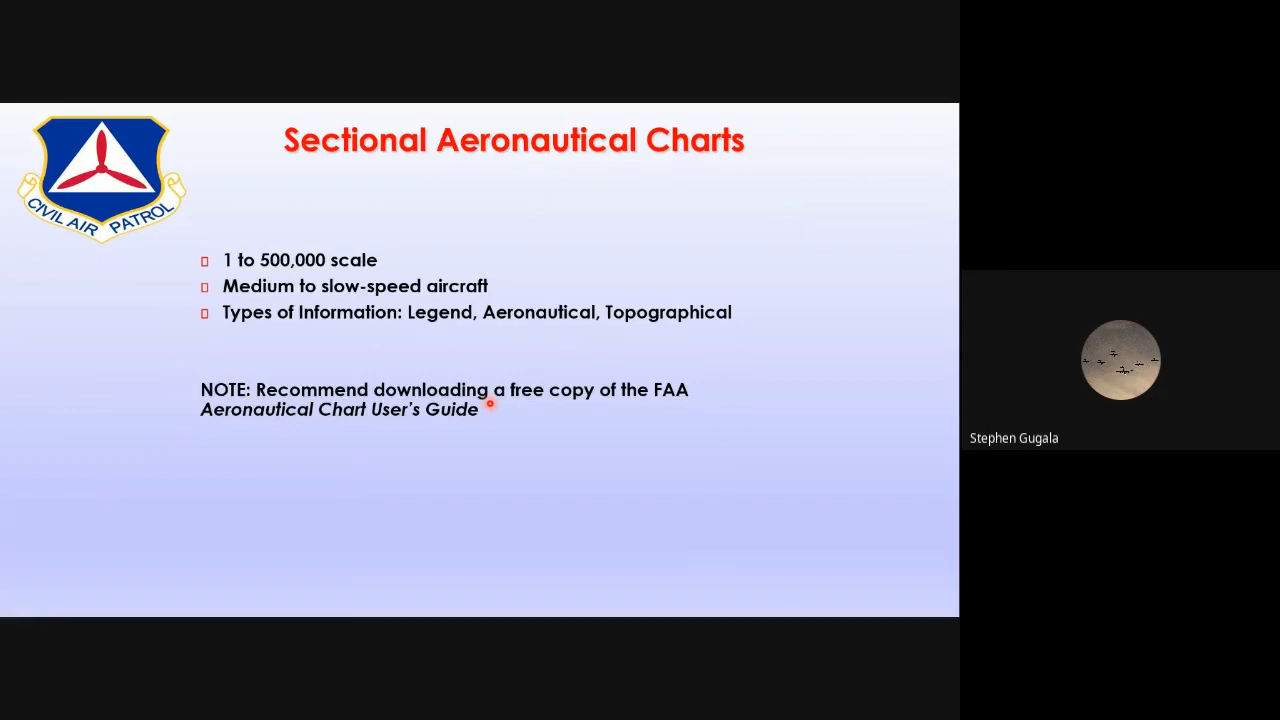 Sectional Aeronautical Charts
CIVIL AIR PATROL
1 to 500,000 scale
Medium to slow-speed aircraft
Types of Information: Legend, Aeronautical, Topographical
NOTE: Recommend downloading a free copy of the FAA
Aeronautical Chart User's Guide
Stephen Gugala